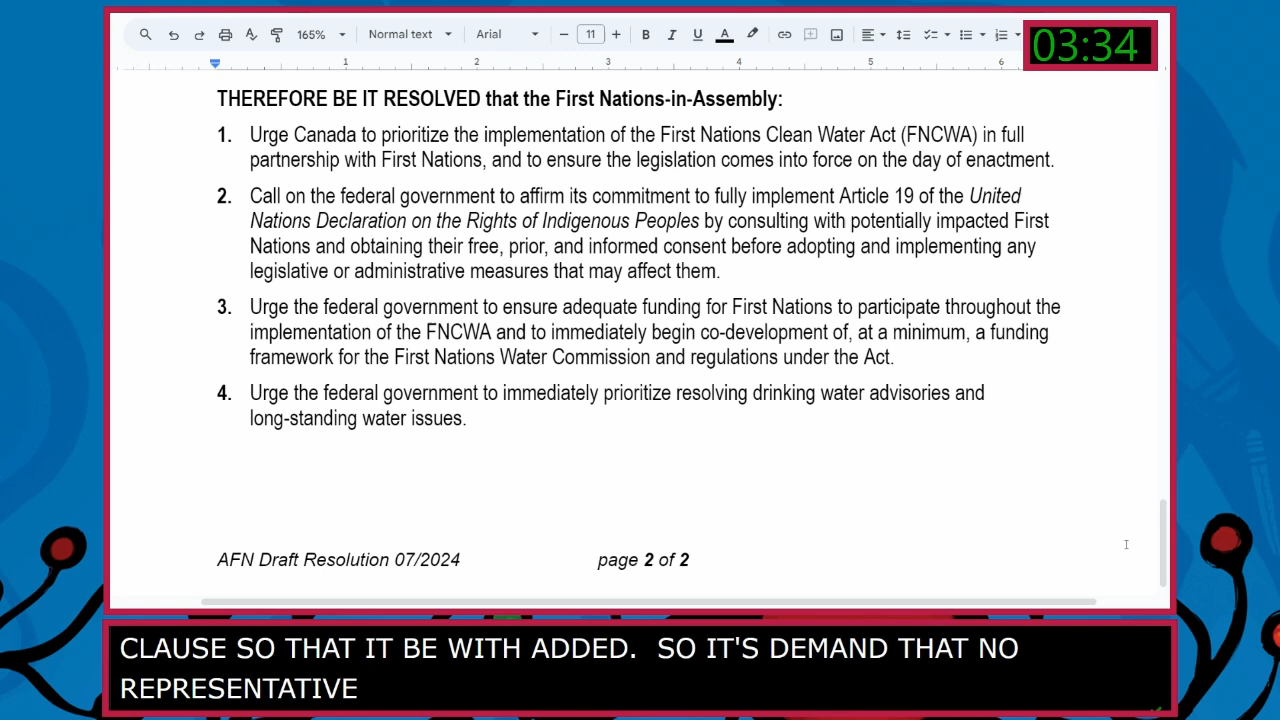 165% Normal text Arial 11 B I U A
03:34
1 2 3 4 5 6
THEREFORE BE IT RESOLVED that the First Nations-in-Assembly:
1. Urge Canada to prioritize the implementation of the First Nations Clean Water Act (FNCWA) in full
partnership with First Nations, and to ensure the legislation comes into force on the day of enactment.
2. Call on the federal government to affirm its commitment to fully implement Article 19 of the United
Nations Declaration on the Rights of Indigenous Peoples by consulting with potentially impacted First
Nations and obtaining their free, prior, and informed consent before adopting and implementing any
legislative or administrative measures that may affect them.
3. Urge the federal government to ensure adequate funding for First Nations to participate throughout the
implementation of the FNCWA and to immediately begin co-development of, at a minimum, a funding
framework for the First Nations Water Commission and regulations under the Act.
4. Urge the federal government to immediately prioritize resolving drinking water advisories and
long-standing water issues.
AFN Draft Resolution 07/2024 page 2 of 2
CLAUSE SO THAT IT BE WITH ADDED.  SO IT'S DEMAND THAT NO
REPRESENTATIVE